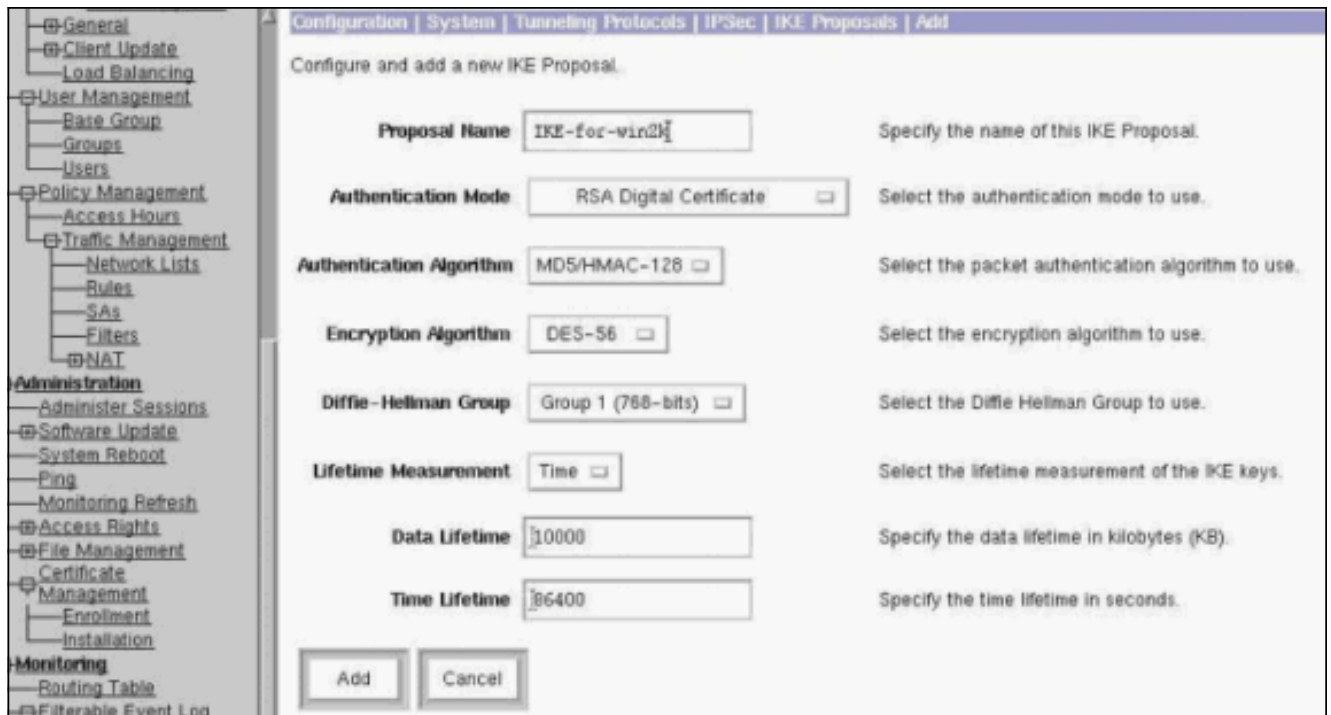 General
Client Update
Load Balancing
User Management
Base Group
Groups
Users
Policy Management
Access Hours
Traffic Management
Network Lists
Rules
SAs
Filters
NAT
Administration
Administer Sessions
Software Update
System Reboot
Ping
Monitoring Refresh
Access Rights
File Management
Certificate
Management
Enrollment
Installation
Monitoring
Routing Table
Filterable Event Log
Configuration | System | Tunneling Protocols | IPSec | IKE Proposals | Add
Configure and add a new IKE Proposal.
Proposal Name IKE-for-win2k Specify the name of this IKE Proposal.
Authentication Mode RSA Digital Certificate Select the authentication mode to use.
Authentication Algorithm MD5/HMAC-128 Select the packet authentication algorithm to use.
Encryption Algorithm DES-56 Select the encryption algorithm to use.
Diffie-Hellman Group Group 1 (768-bits) Select the Diffie Hellman Group to use.
Lifetime Measurement Time Select the lifetime measurement of the IKE keys.
Data Lifetime 10000 Specify the data lifetime in kilobytes (KB).
Time Lifetime 86400 Specify the time lifetime in seconds.
Add Cancel